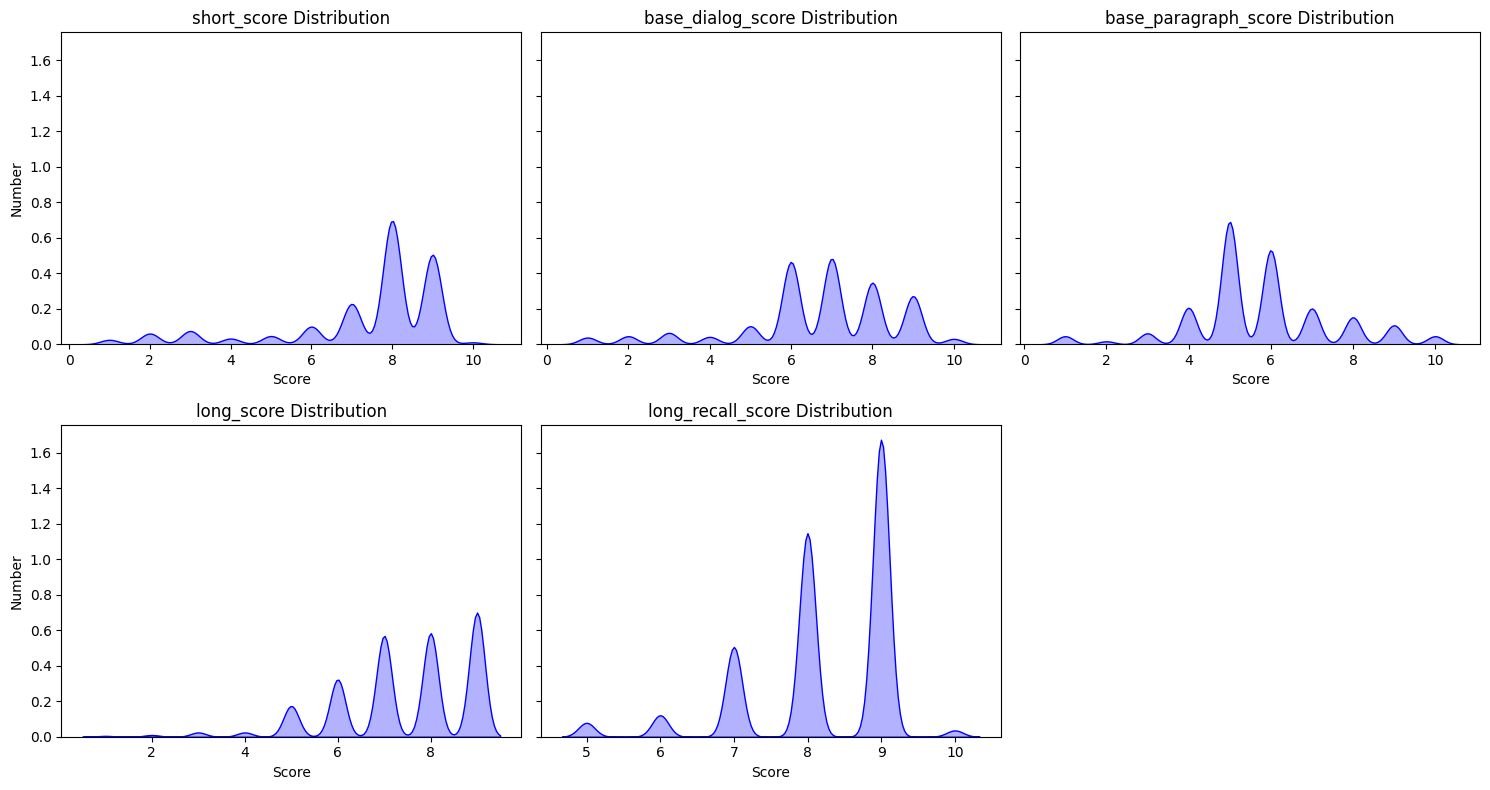 short_score Distribution
1.6
1.4
1.2
1.0
0.8
0.6
0.4
0.2
0.0
Number
0 2 4 6 8 10
Score
base_dialog_score Distribution
0 2 4 6 8 10
Score
base_paragraph_score Distribution
0 2 4 6 8 10
Score
long_score Distribution
1.6
1.4
1.2
1.0
0.8
0.6
0.4
0.2
0.0
Number
2 4 6 8
Score
long_recall_score Distribution
5 6 7 8 9 10
Score